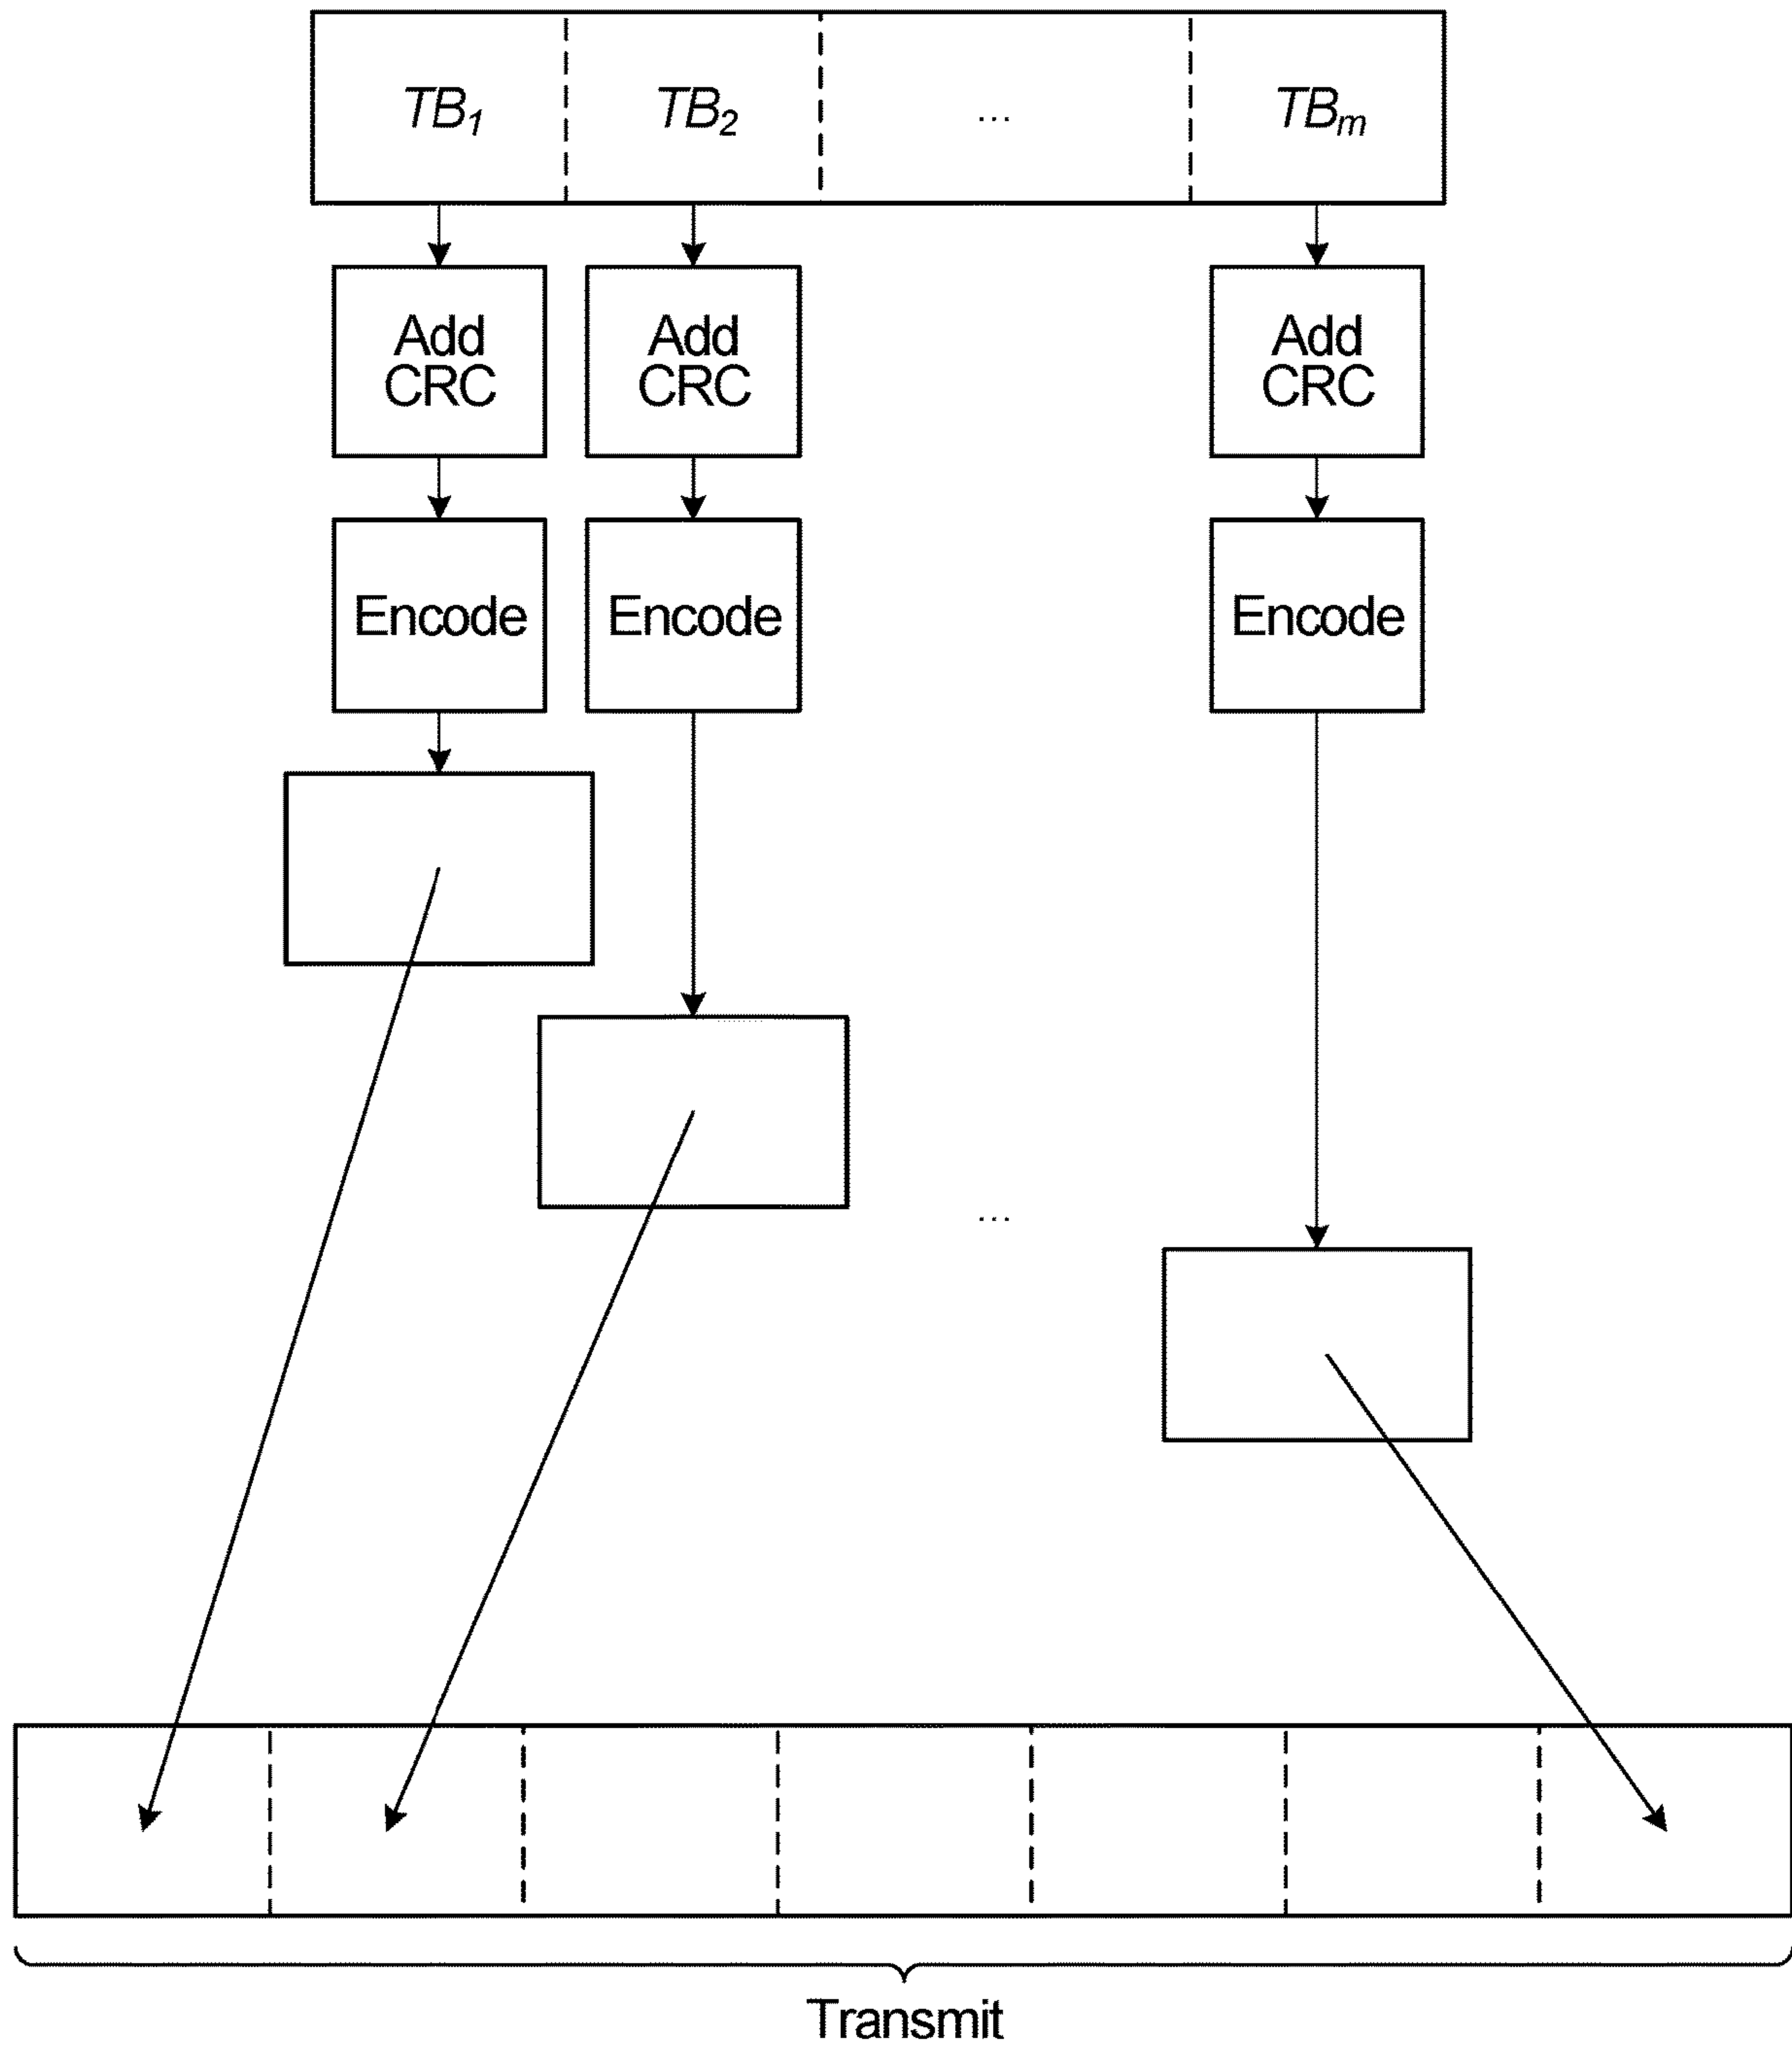 TB1 TB2 ... TBm
Add Add Add
CRC CRC CRC
Encode Encode Encode
...
Transmit